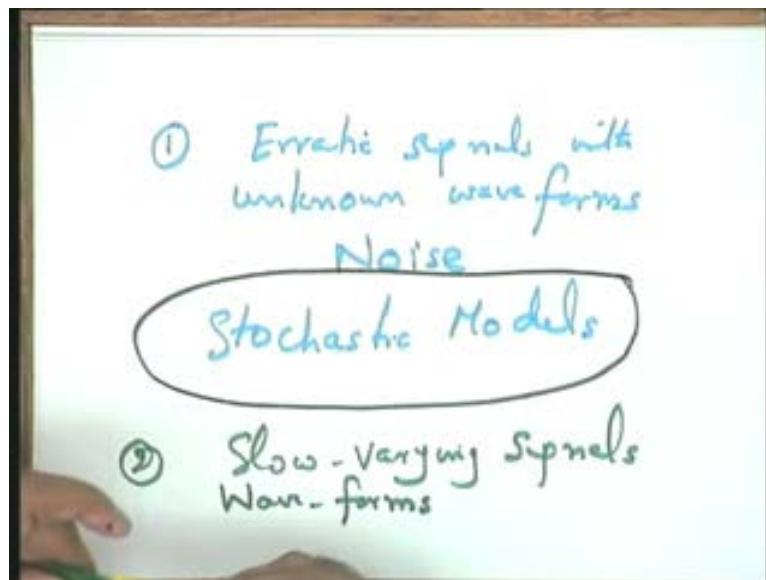 ① Erratic signals with
unknown wave forms
Noise
Stochastic Models
② Slow-varying Signals
Wave-forms